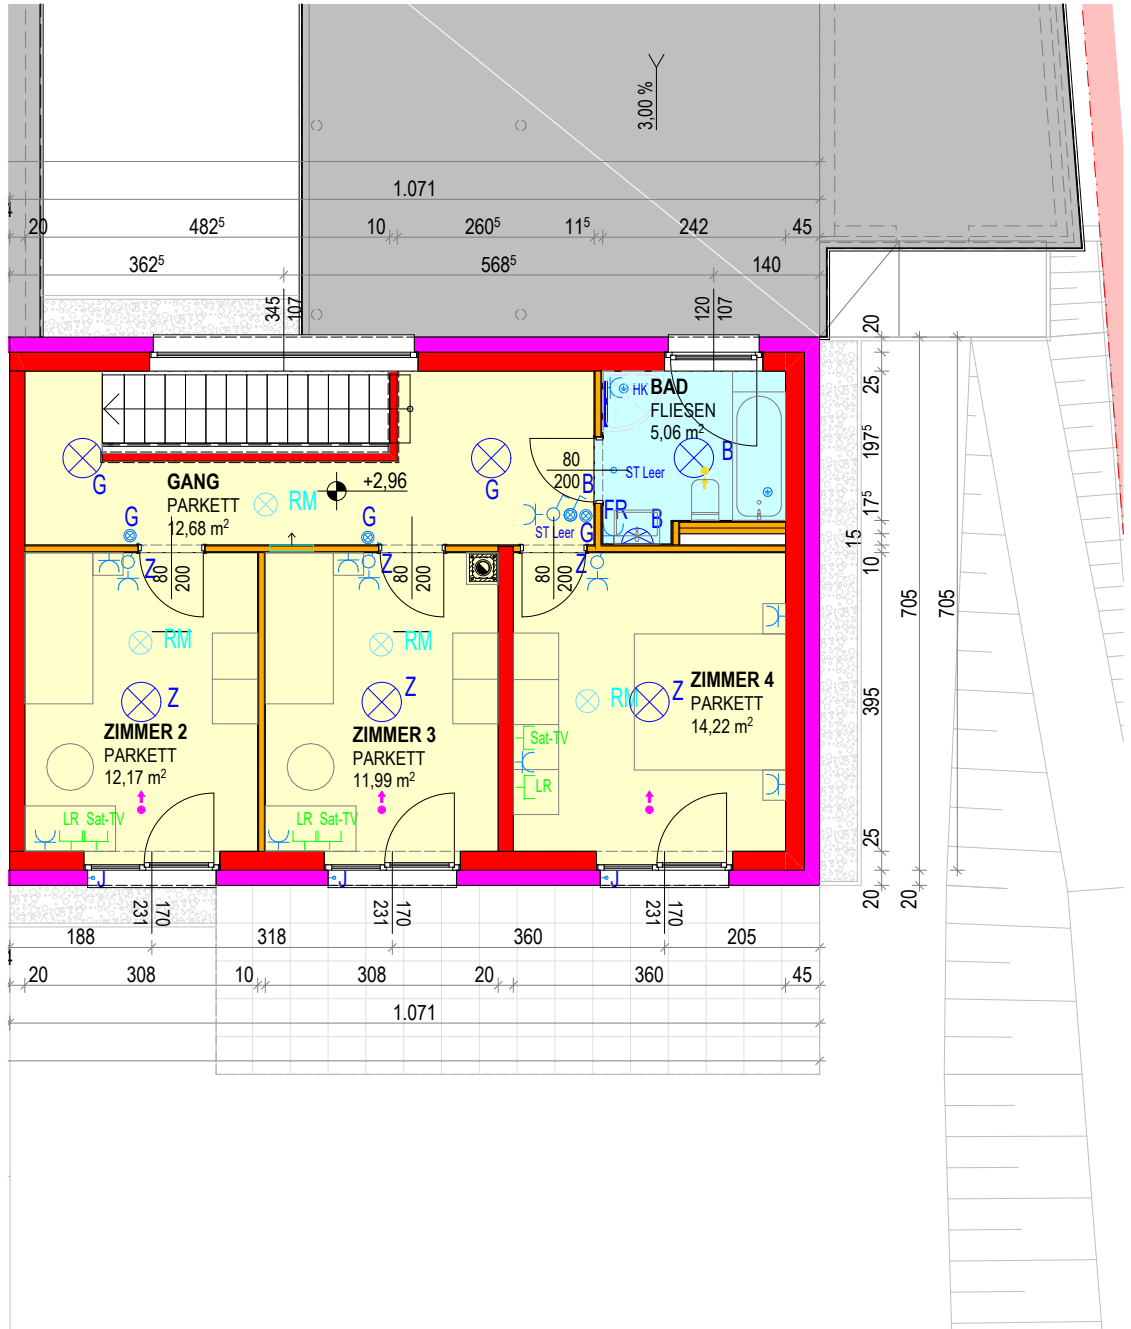 3,00 %
1.071
20
482⁵
10
260⁵
11⁵
242
45
362⁵
568⁵
140
345
107
120
107
20
25
197⁵
17⁵
15
10
705
705
395
25
20
20
HK
BAD
FLIESEN
5,06 m²
B
ST Leer
80
200
B
FR
B
G
ST Leer
G
GANG
PARKETT
12,68 m²
RM
+2,96
G
G
G
Z
80
200
Z
80
200
Z
80
200
RM
Z
ZIMMER 2
PARKETT
12,17 m²
LR Sat-TV
J
RM
Z
ZIMMER 3
PARKETT
11,99 m²
LR Sat-TV
J
RM
Z
ZIMMER 4
PARKETT
14,22 m²
Sat-TV
LR
J
231
170
231
170
231
170
188
318
360
205
20
308
10
308
20
360
45
1.071